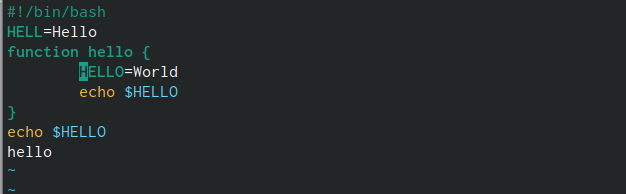 #!/bin/bash
HELL=Hello
function hello {
        HELLO=World
        echo $HELLO
}
echo $HELLO
hello
~
~